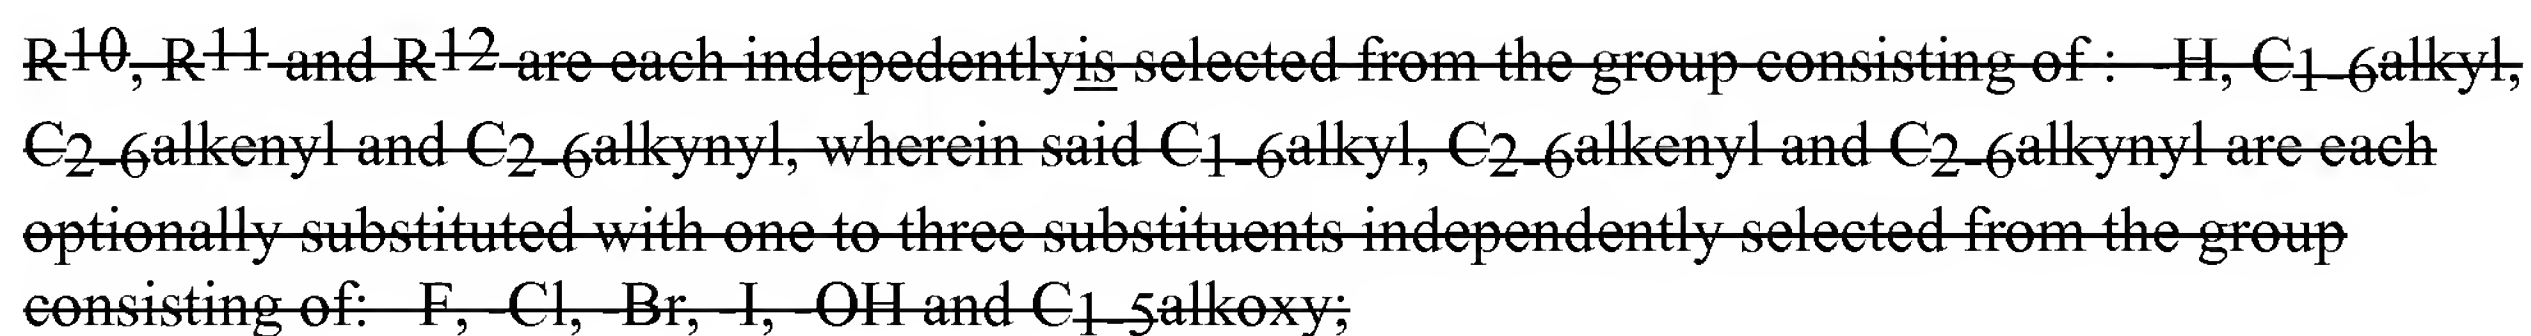 R10, R11 and R12 are each indepedentlyis selected from the group consisting of : -H, C1-6alkyl,
C2-6alkenyl and C2-6alkynyl, wherein said C1-6alkyl, C2-6alkenyl and C2-6alkynyl are each
optionally substituted with one to three substituents independently selected from the group
consisting of: -F, -Cl, -Br, -I, -OH and C1-5alkoxy;